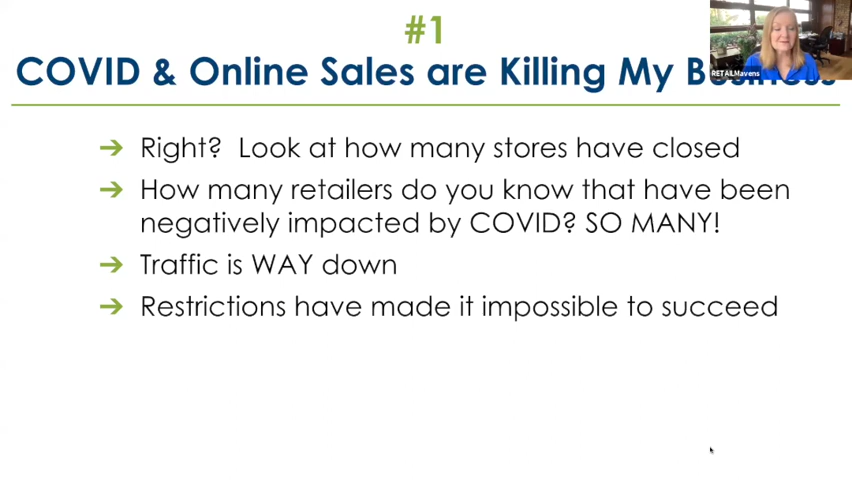 #1
COVID & Online Sales are Killing My Business
RETAILMavens
➔ Right? Look at how many stores have closed
➔ How many retailers do you know that have been
negatively impacted by COVID? SO MANY!
➔ Traffic is WAY down
➔ Restrictions have made it impossible to succeed